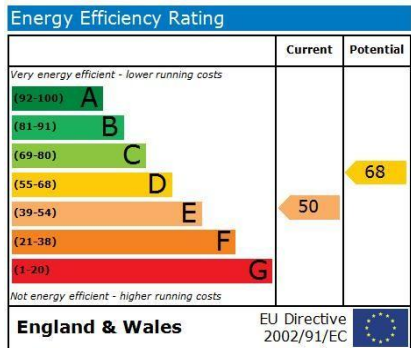 Energy Efficiency Rating
Current Potential
Very energy efficient - lower running costs
(92-100) A
(81-91) B
(69-80) C
(55-68) D
68
(39-54) E
50
(21-38) F
(1-20) G
Not energy efficient - higher running costs
England & Wales
EU Directive
2002/91/EC